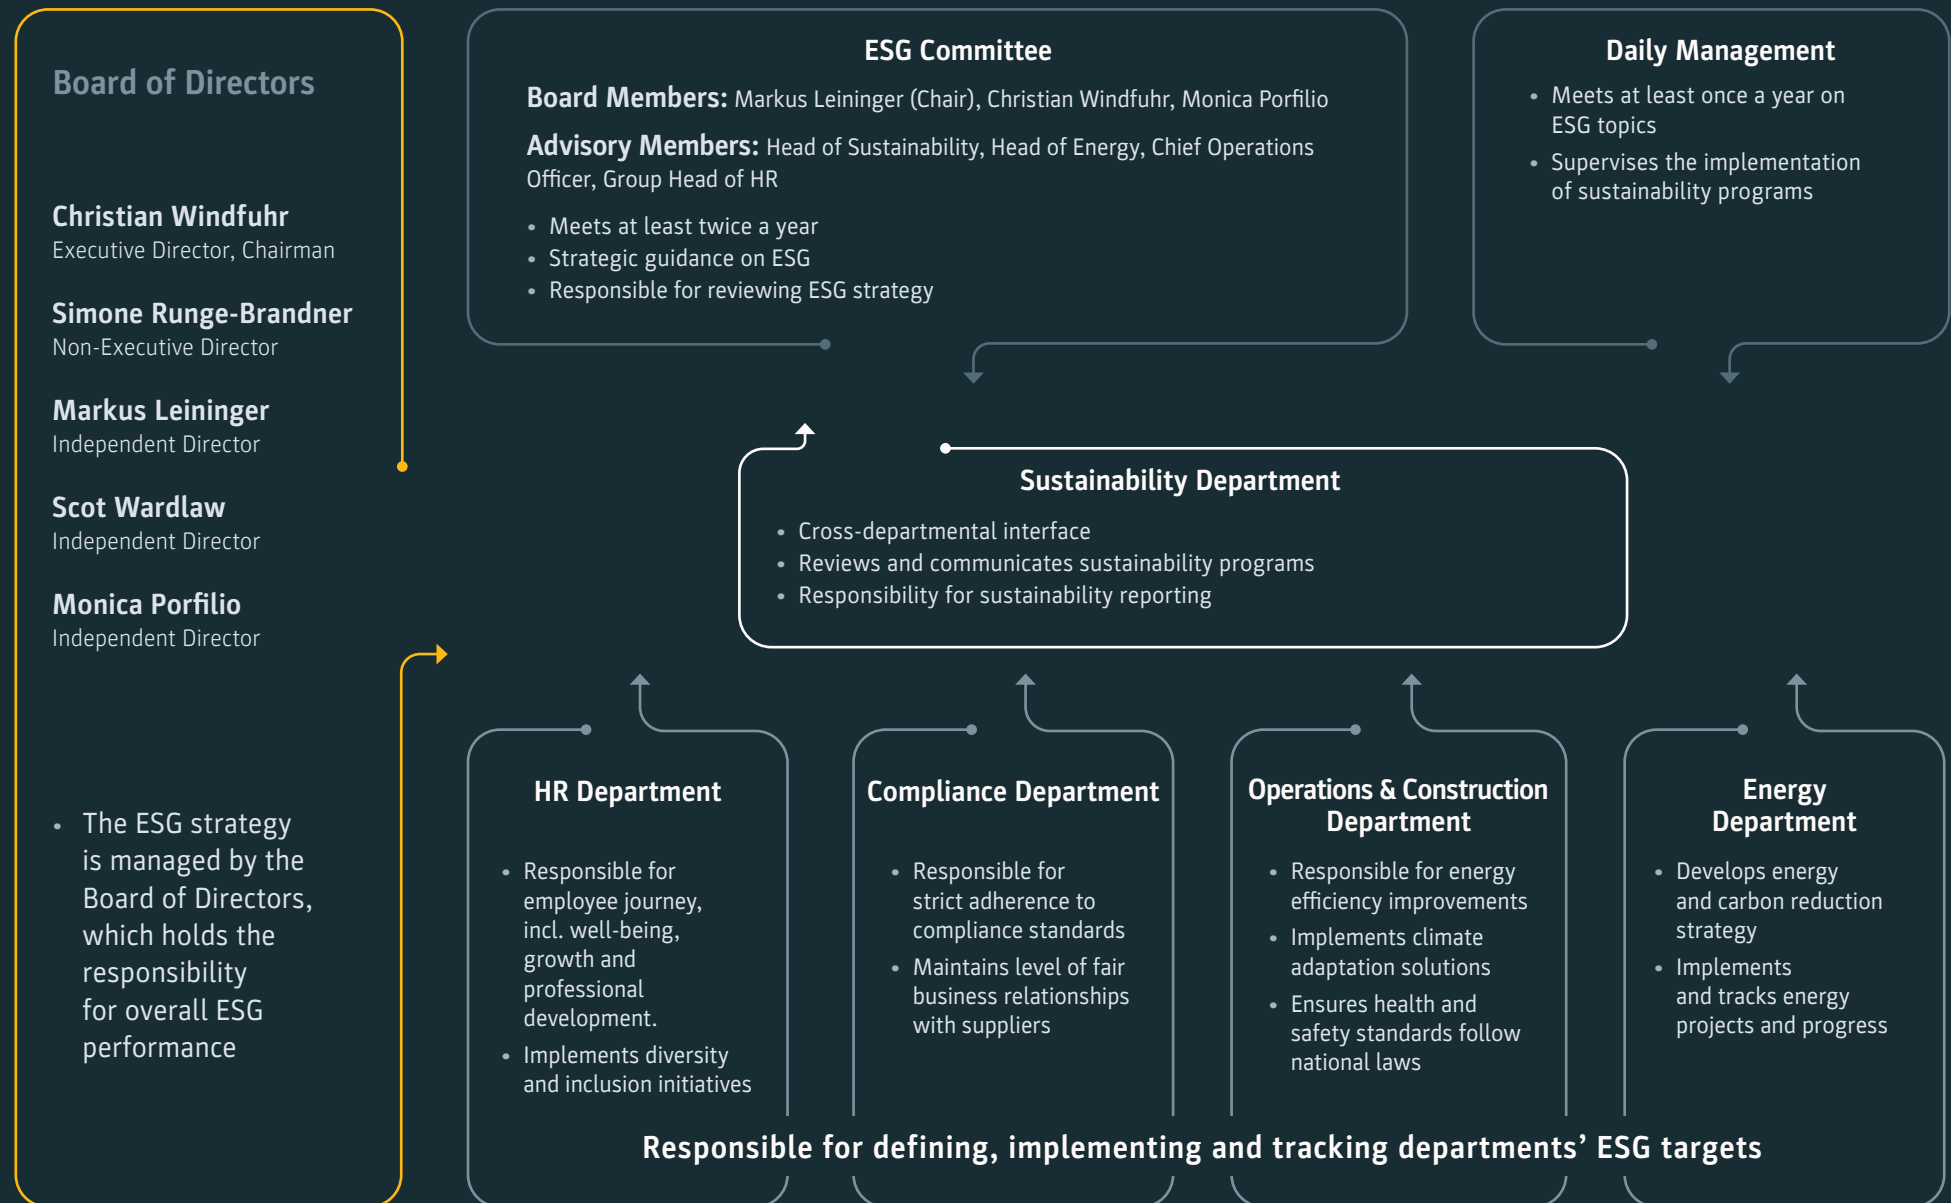 Board of Directors
Christian Windfuhr
Executive Director, Chairman
Simone Runge-Brandner
Non-Executive Director
Markus Leininger
Independent Director
Scot Wardlaw
Independent Director
Monica Porfilio
Independent Director
• The ESG strategy
is managed by the
Board of Directors,
which holds the
responsibility
for overall ESG
performance
ESG Committee
Board Members: Markus Leininger (Chair), Christian Windfuhr, Monica Porfilio
Advisory Members: Head of Sustainability, Head of Energy, Chief Operations
Officer, Group Head of HR
• Meets at least twice a year
• Strategic guidance on ESG
• Responsible for reviewing ESG strategy
Daily Management
• Meets at least once a year on
ESG topics
• Supervises the implementation
of sustainability programs
Sustainability Department
• Cross-departmental interface
• Reviews and communicates sustainability programs
• Responsibility for sustainability reporting
HR Department
• Responsible for
employee journey,
incl. well-being,
growth and
professional
development.
• Implements diversity
and inclusion initiatives
Compliance Department
• Responsible for
strict adherence to
compliance standards
• Maintains level of fair
business relationships
with suppliers
Operations & Construction
Department
• Responsible for energy
efficiency improvements
• Implements climate
adaptation solutions
• Ensures health and
safety standards follow
national laws
Energy
Department
• Develops energy
and carbon reduction
strategy
• Implements
and tracks energy
projects and progress
Responsible for defining, implementing and tracking departments’ ESG targets